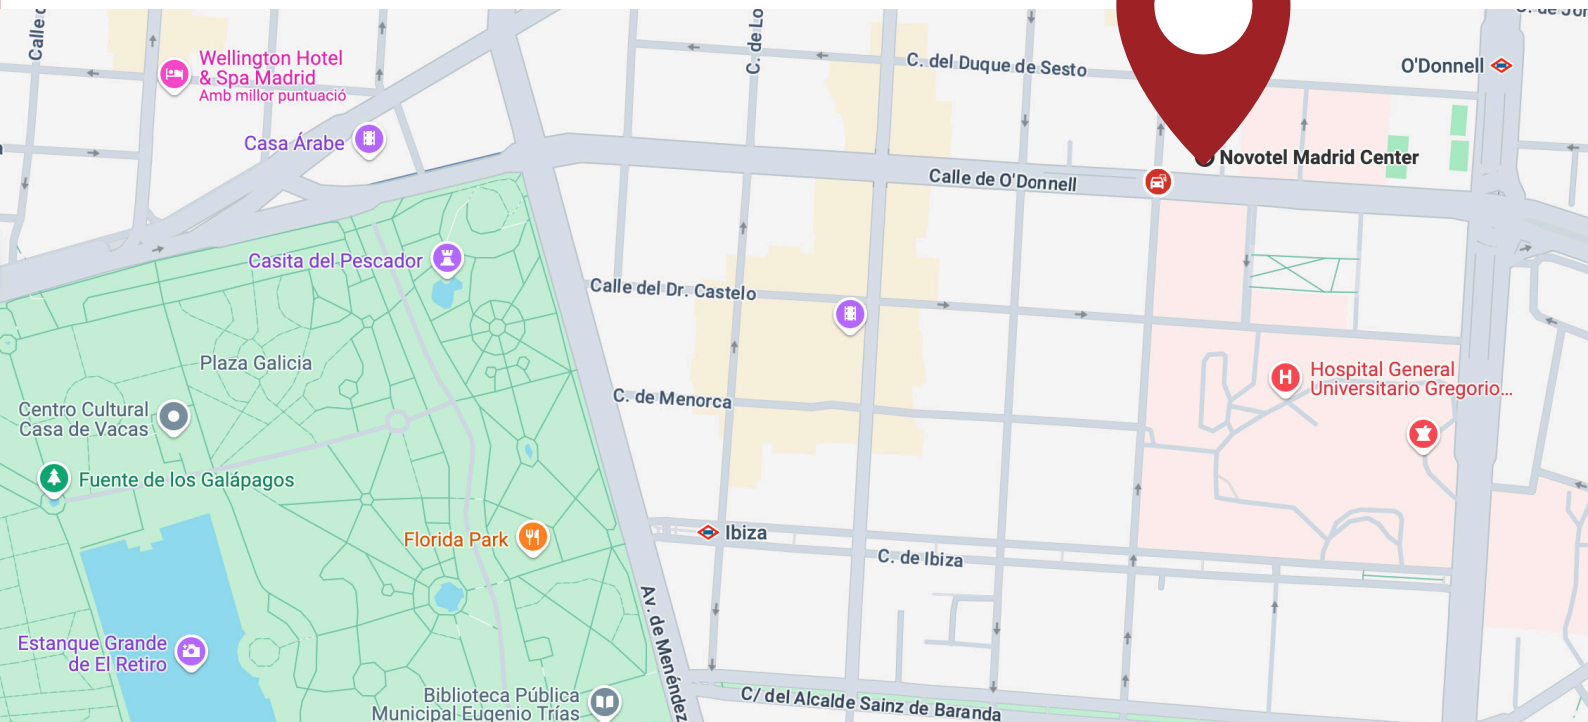 Calle
C. de Lo
Wellington Hotel
& Spa Madrid
Amb millor puntuació
C. del Duque de Sesto
O'Donnell
Casa Árabe
Novotel Madrid Center
Calle de O'Donnell
Casita del Pescador
Calle del Dr. Castelo
Plaza Galicia
Hospital General
Universitario Gregorio...
C. de Menorca
Centro Cultural
Casa de Vacas
Fuente de los Galápagos
Florida Park
Ibiza
C. de Ibiza
Av. de Menéndez
Estanque Grande
de El Retiro
Biblioteca Pública
Municipal Eugenio Trías
C/ del Alcalde Sainz de Baranda